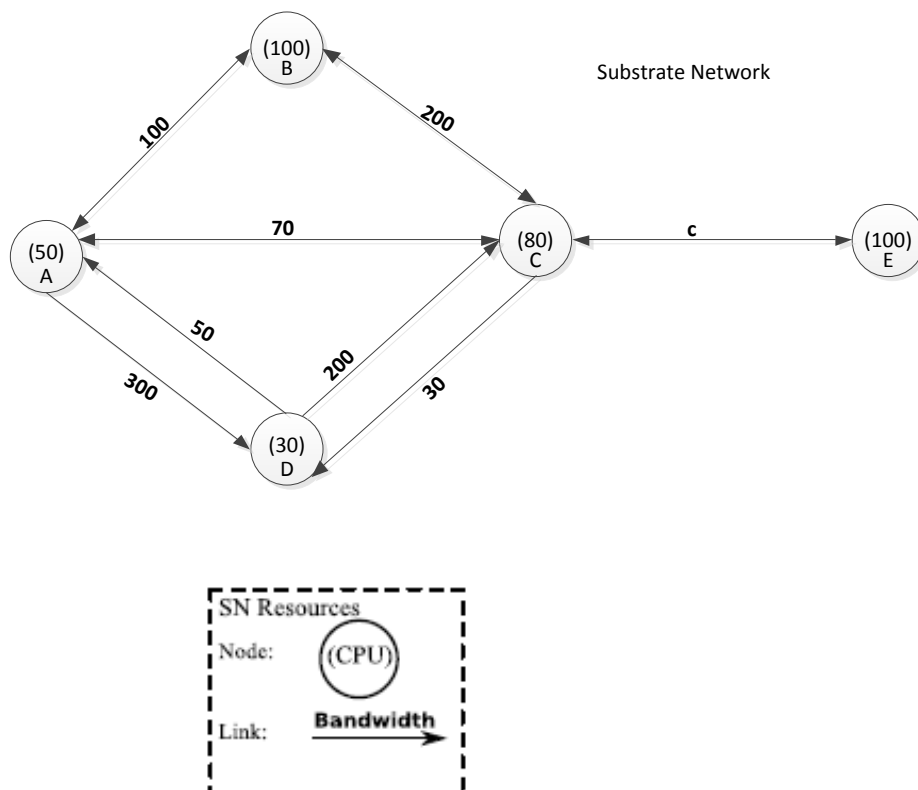 (100)
B
Substrate Network
100
200
70
c
(50)
A
(80)
C
(100)
E
50
200
300
30
(30)
D
SN Resources
Node:
(CPU)
Bandwidth
Link: